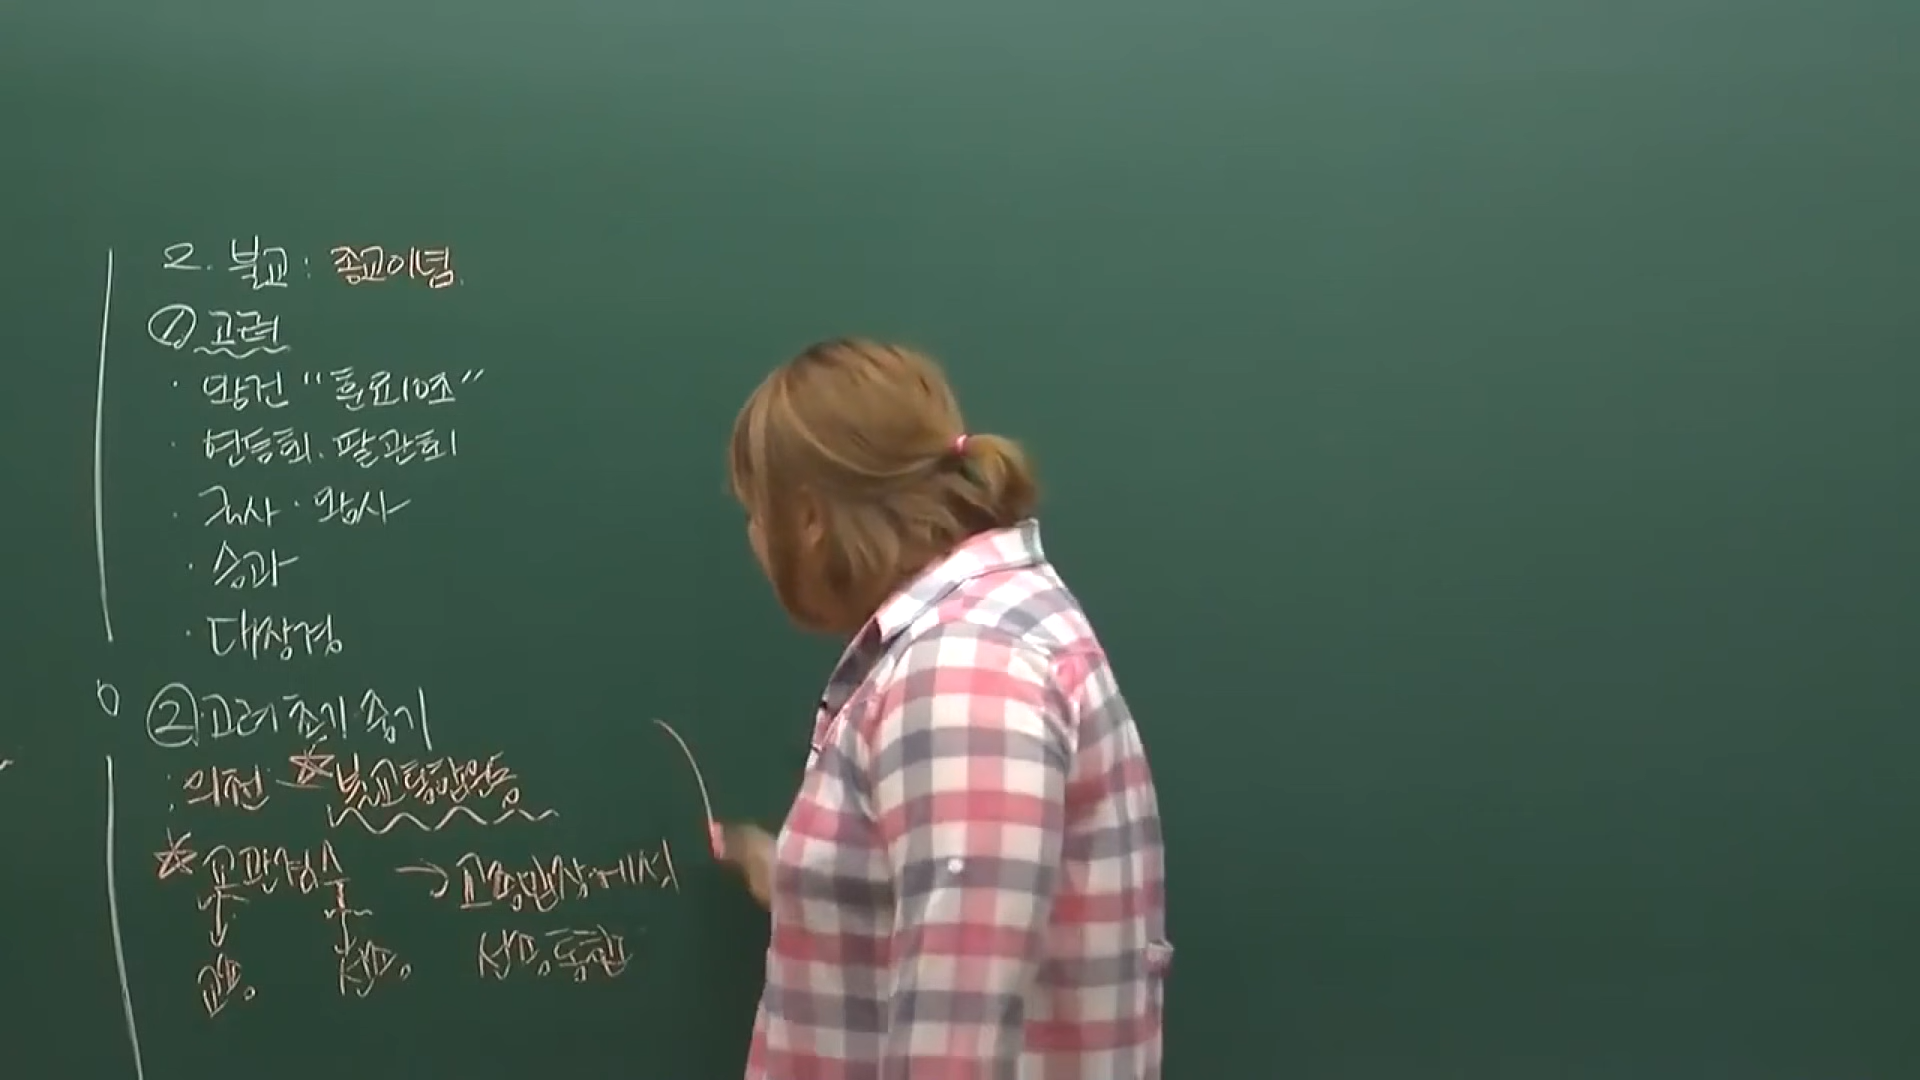 2. 불교 : 종교이념.
① 고려
· 왕건 "훈요10조"
· 연등회. 팔관회
· 국사 · 왕사
· 승과
· 대장경
② 고려 초기 중기
: 의천 ☆불교통합운동
☆ 교관겸수 → 교종입장에서
↓ ↓ 선종통합
교종. 선종.